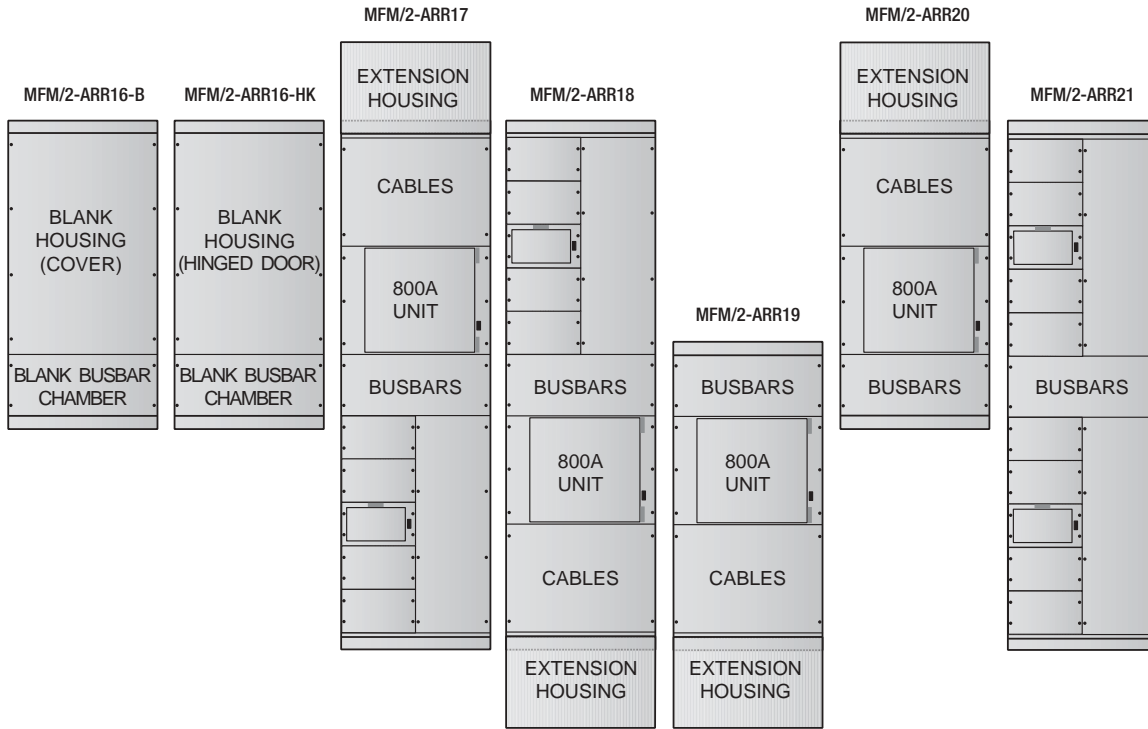 MFM/2-ARR16-B
BLANK
HOUSING
(COVER)
BLANK BUSBAR
CHAMBER
MFM/2-ARR16-HK
BLANK
HOUSING
(HINGED DOOR)
BLANK BUSBAR
CHAMBER
MFM/2-ARR17
EXTENSION
HOUSING
CABLES
800A
UNIT
BUSBARS
MFM/2-ARR18
BUSBARS
800A
UNIT
CABLES
EXTENSION
HOUSING
MFM/2-ARR19
BUSBARS
800A
UNIT
CABLES
EXTENSION
HOUSING
MFM/2-ARR20
EXTENSION
HOUSING
CABLES
800A
UNIT
BUSBARS
MFM/2-ARR21
BUSBARS